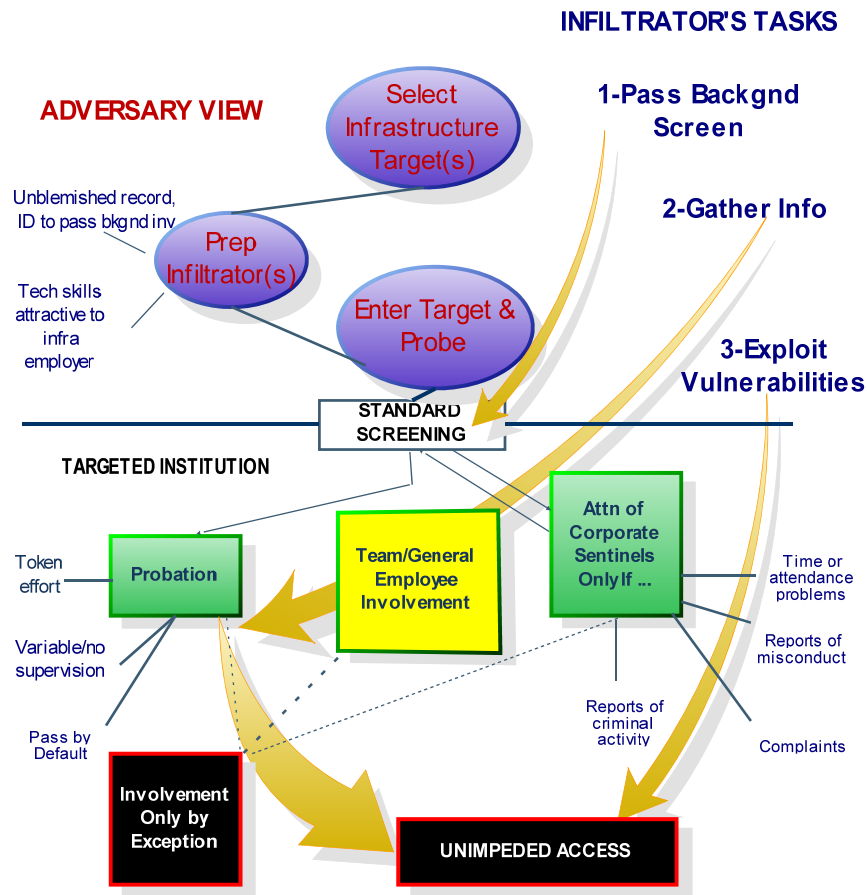 INFILTRATOR'S TASKS
ADVERSARY VIEW
Select
Infrastructure
Target(s)
1-Pass Backgnd
Screen
Unblemished record,
ID to pass bkgnd inv
Prep
Infiltrator(s)
2-Gather Info
Tech skills
attractive to
infra
employer
Enter Target &
Probe
3-Exploit
Vulnerabilities
STANDARD
SCREENING
TARGETED INSTITUTION
Probation
Token
effort
Variable/no
supervision
Pass by
Default
Team/General
Employee
Involvement
Attn of
Corporate
Sentinels
OnlyIf ...
Time or
attendance
problems
Reports of
misconduct
Complaints
Reports of
criminal
activity
Involvement
Only by
Exception
UNIMPEDED ACCESS